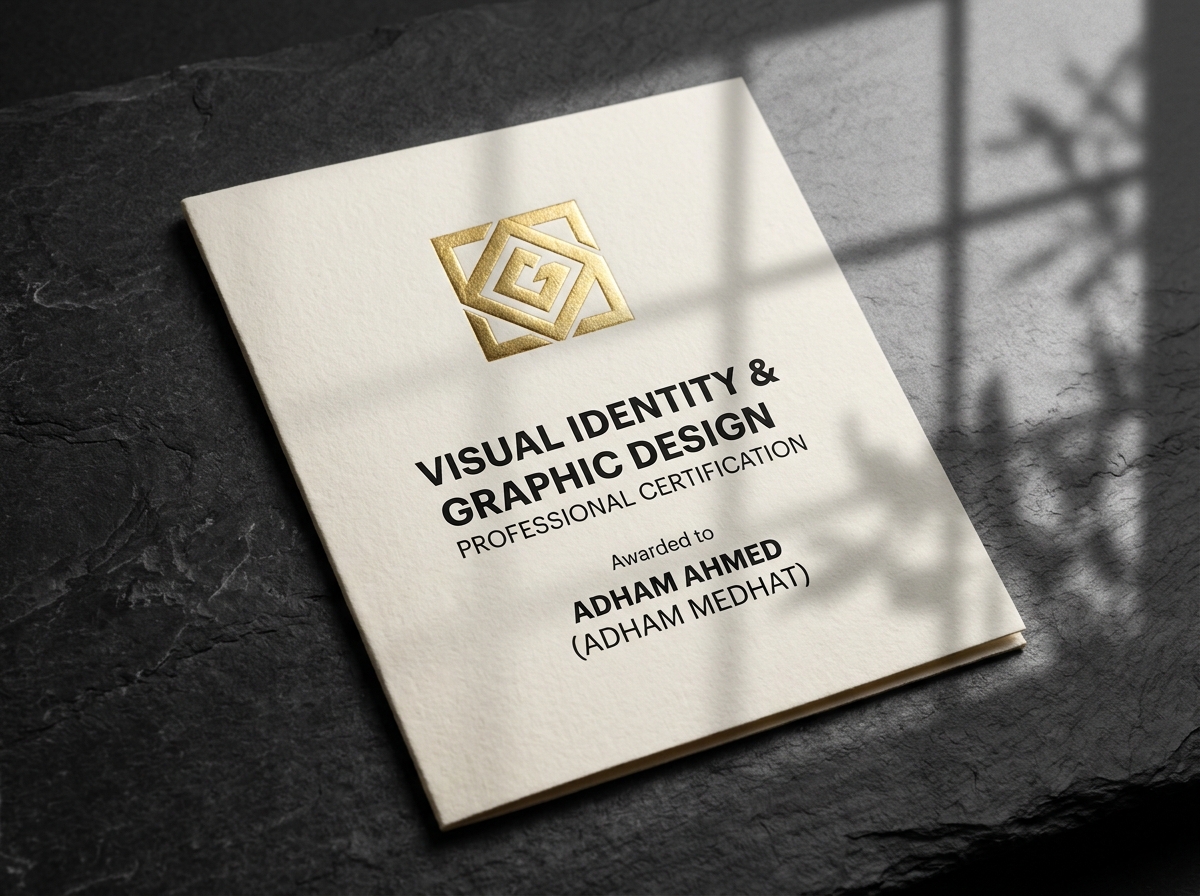 VISUAL IDENTITY &
GRAPHIC DESIGN
PROFESSIONAL CERTIFICATION
Awarded to
ADHAM AHMED
(ADHAM MEDHAT)